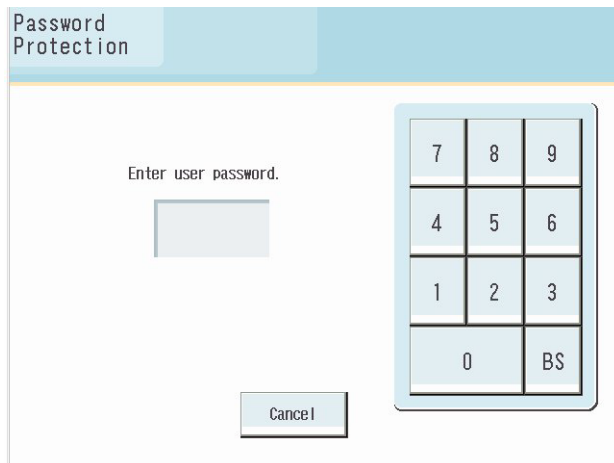 Password
Protection
Enter user password.
7 8 9
4 5 6
1 2 3
0 BS
Cancel